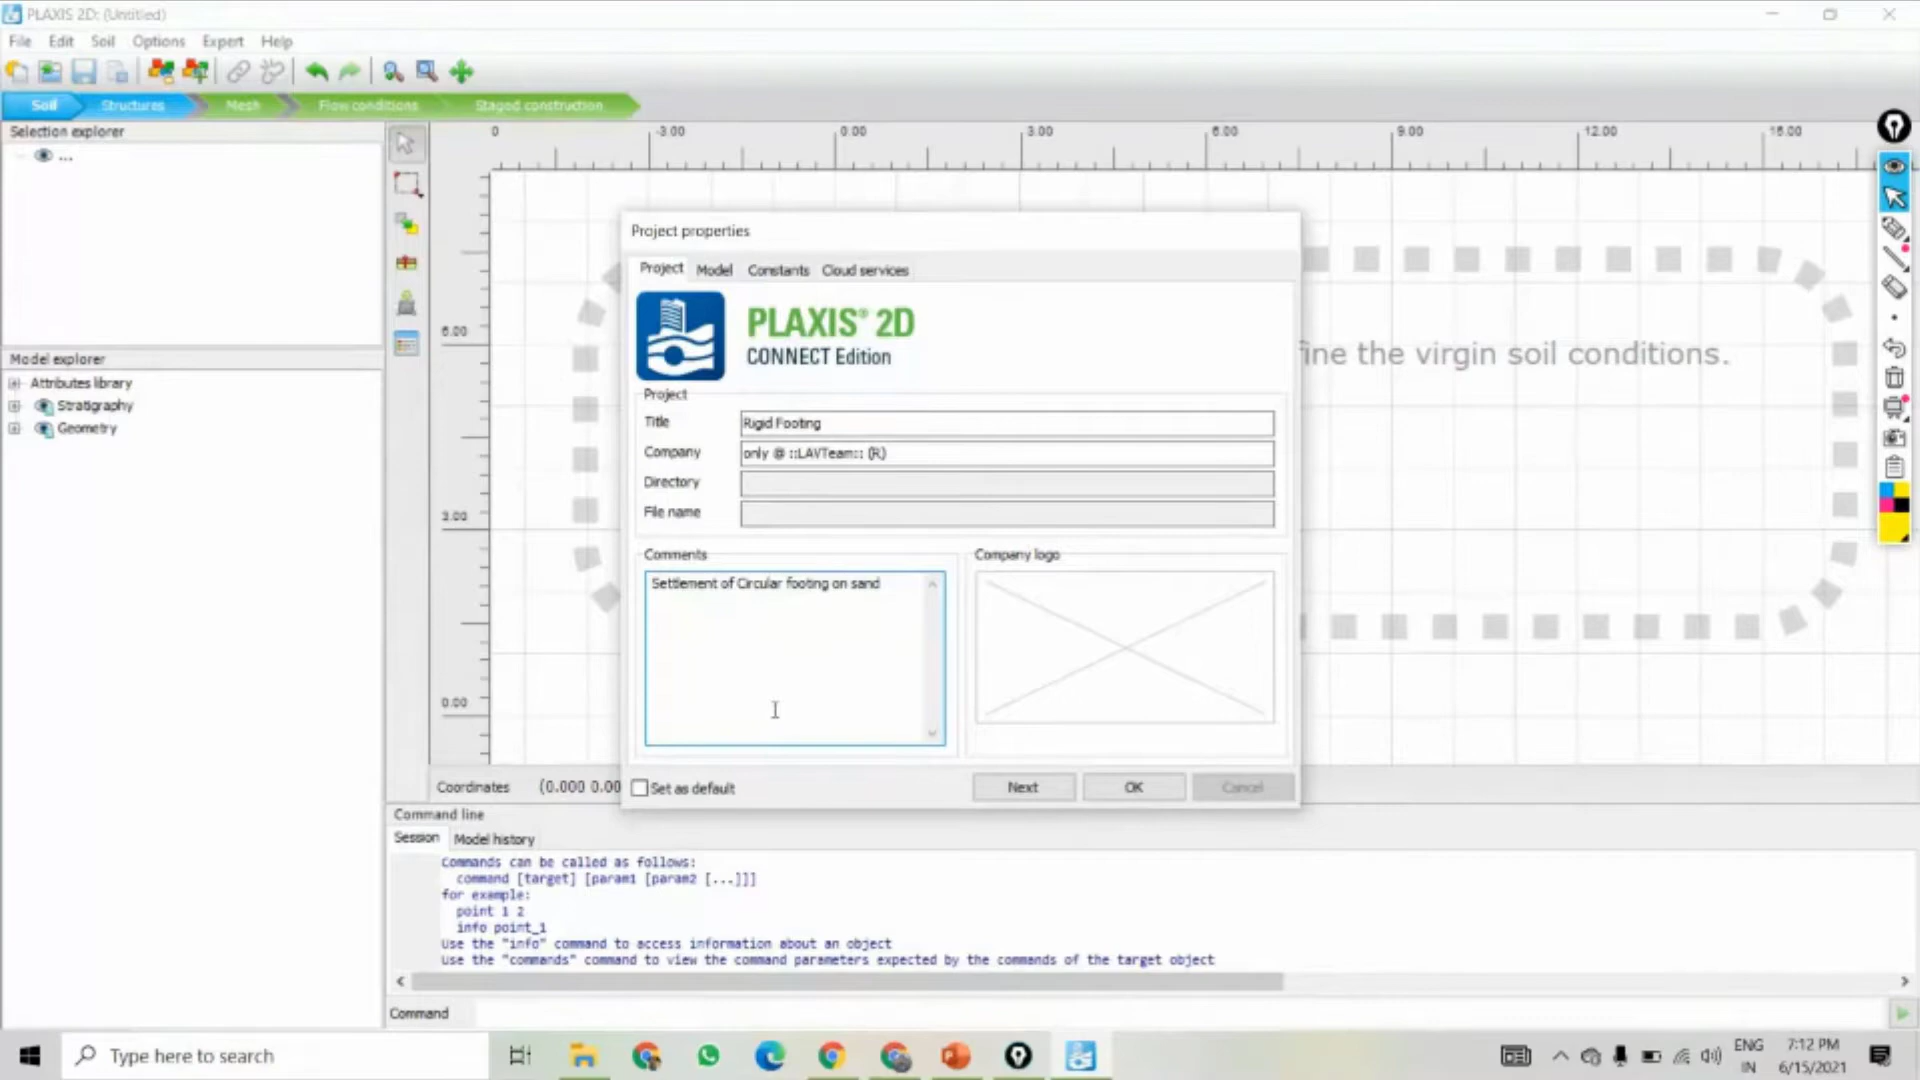 PLAXIS 2D: (Untitled)
File Edit Soil Options Expert Help
Soil Structures Mesh Flow conditions Staged construction
Selection explorer
...
0 -3.00 0.00 3.00 6.00 9.00 12.00 15.00
Project properties
Project Model Constants Cloud services
PLAXIS® 2D
CONNECT Edition
6.00
fine the virgin soil conditions.
Model explorer
Attributes library
Stratigraphy
Geometry
Project
Title Rigid Footing
Company only @ ::LAVTeam:: (R)
Directory
File name
3.00
Comments
Company logo
Settlement of Circular footing on sand
0.00
Coordinates (0.000 0.00
Set as default
Next OK Cancel
Command line
Session Model history
Commands can be called as follows:
command [target] [param1 [param2 [...]]]
for example:
point 1 2
info point_1
Use the "info" command to access information about an object
Use the "commands" command to view the command parameters expected by the commands of the target object
Command
Type here to search
ENG
IN
7:12 PM
6/15/2021